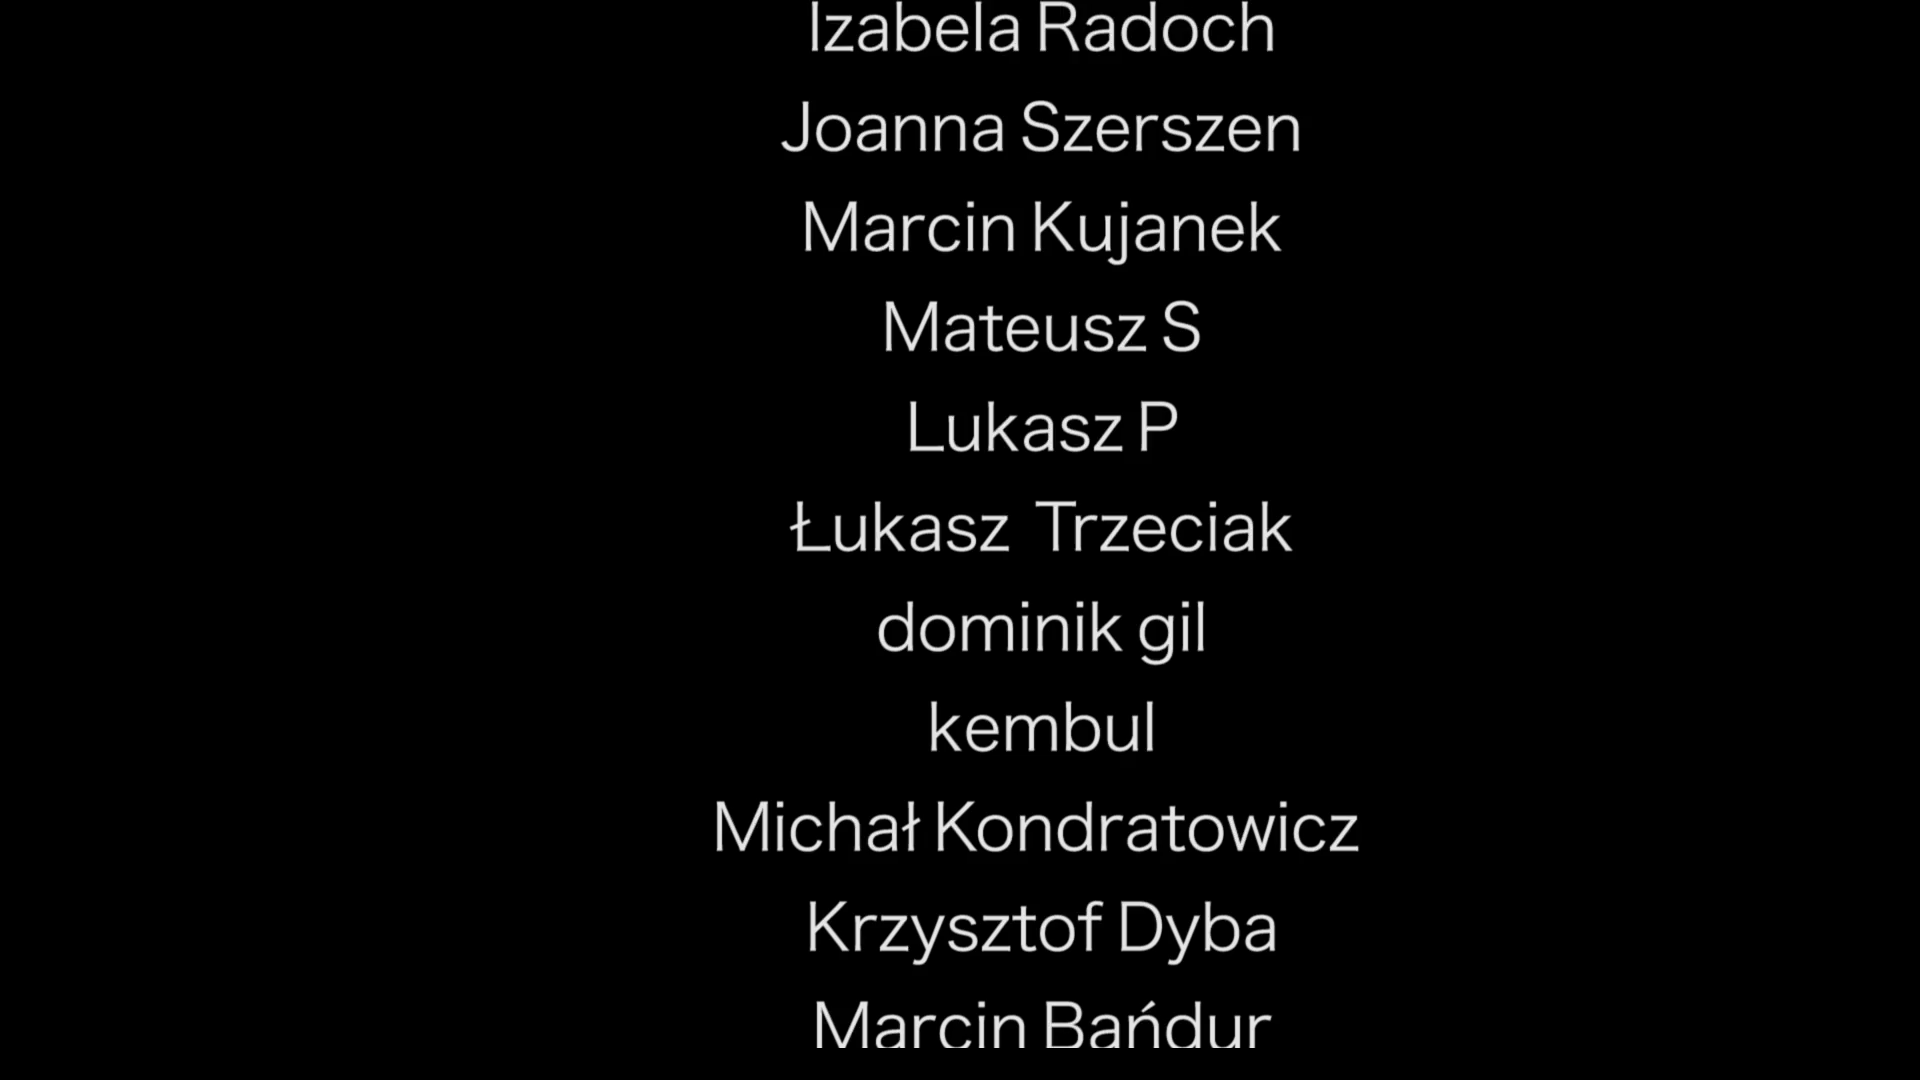 Izabela Radoch
Joanna Szerszen
Marcin Kujanek
Mateusz S
Lukasz P
Łukasz  Trzeciak
dominik gil
kembul
Michał Kondratowicz
Krzysztof Dyba
Marcin Bańdur